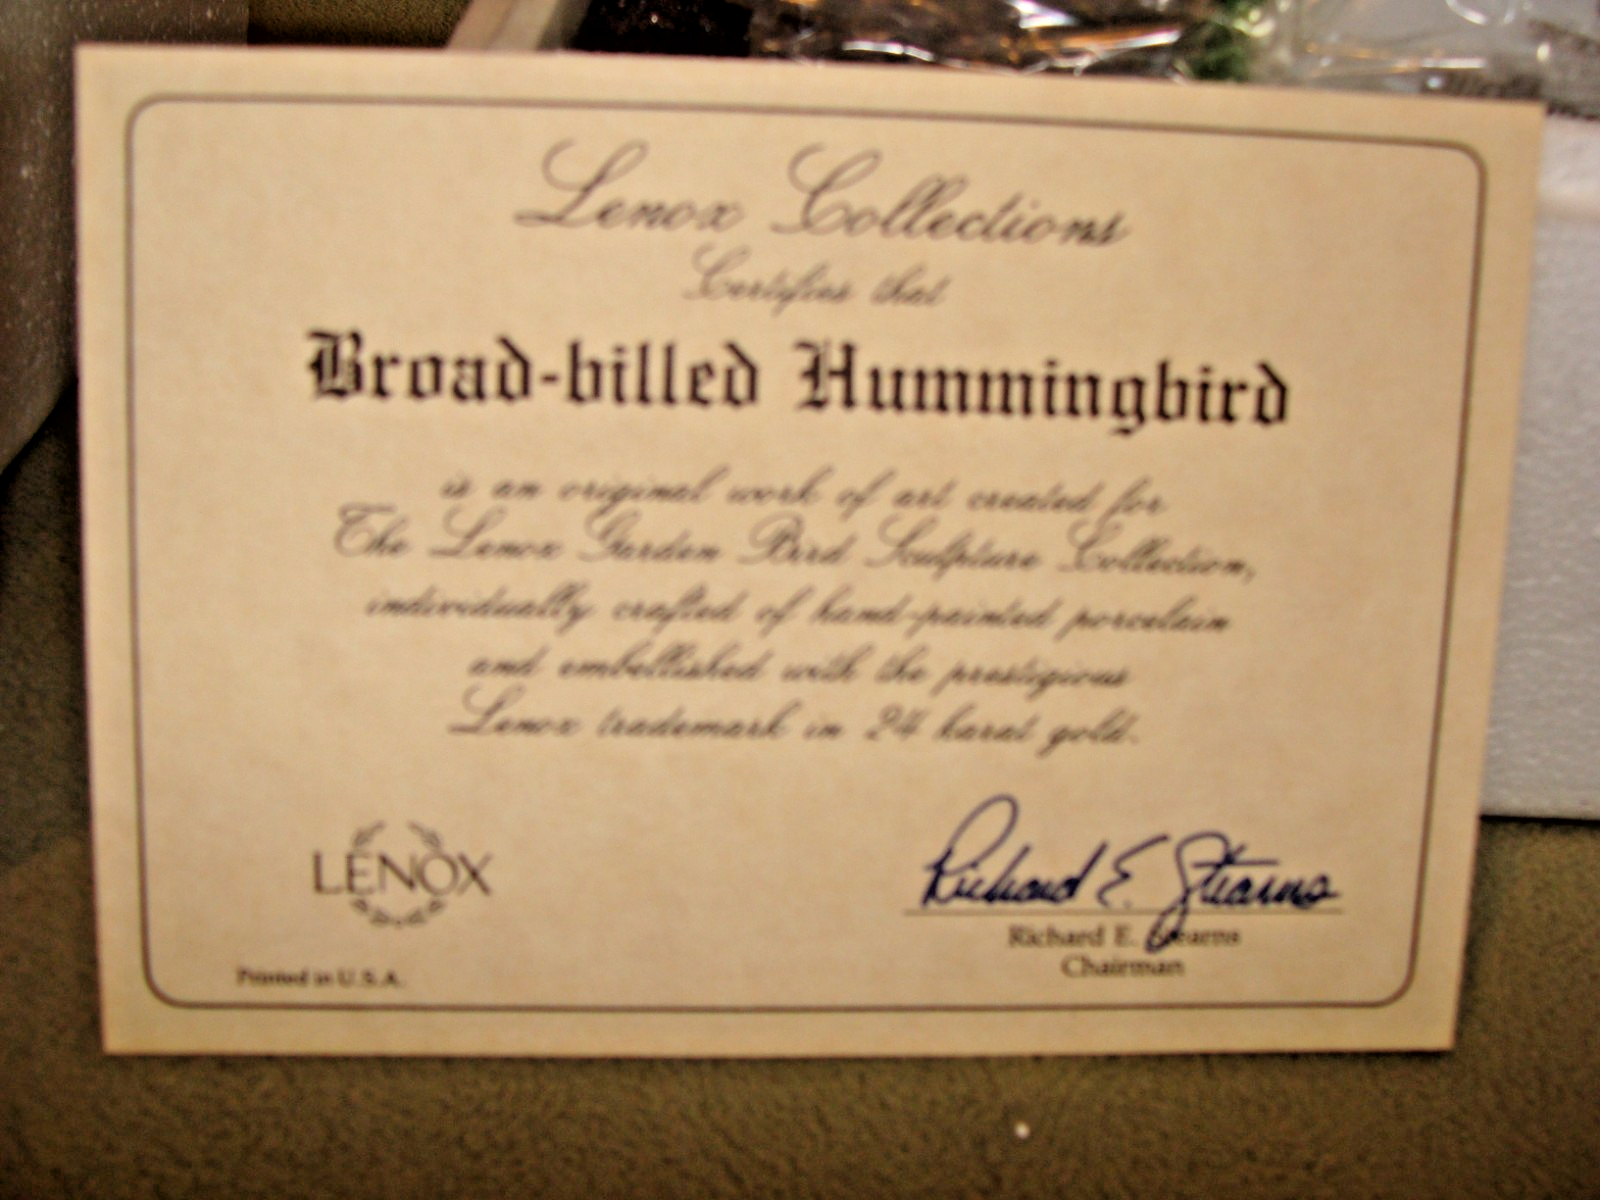 Lenox Collections
Certifies that
Broad-billed Hummingbird
is an original work of art created for
The Lenox Garden Bird Sculpture Collection,
individually crafted of hand-painted porcelain
and embellished with the prestigious
Lenox trademark in 24 karat gold.
LENOX
Richard E. Stearns
Richard E. Stearns
Chairman
Printed in U.S.A.